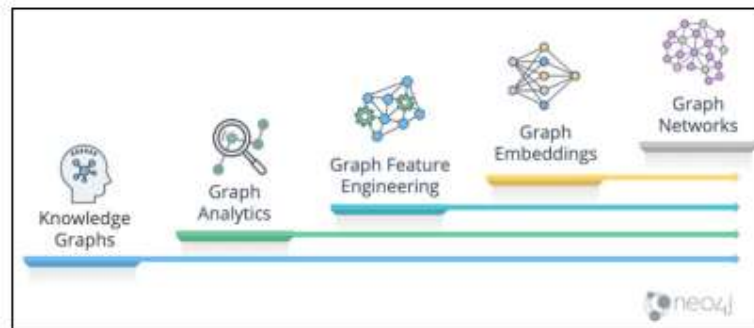 Knowledge
Graphs
Graph
Analytics
Graph Feature
Engineering
Graph
Embeddings
Graph
Networks
neo4j